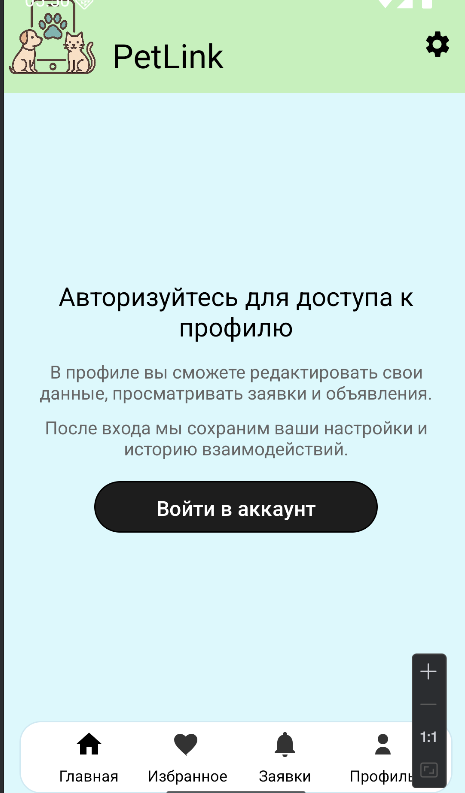 PetLink
Авторизуйтесь для доступа к
профилю
В профиле вы сможете редактировать свои
данные, просматривать заявки и объявления.
После входа мы сохраним ваши настройки и
историю взаимодействий.
Войти в аккаунт
1:1
Главная Избранное Заявки Профиль